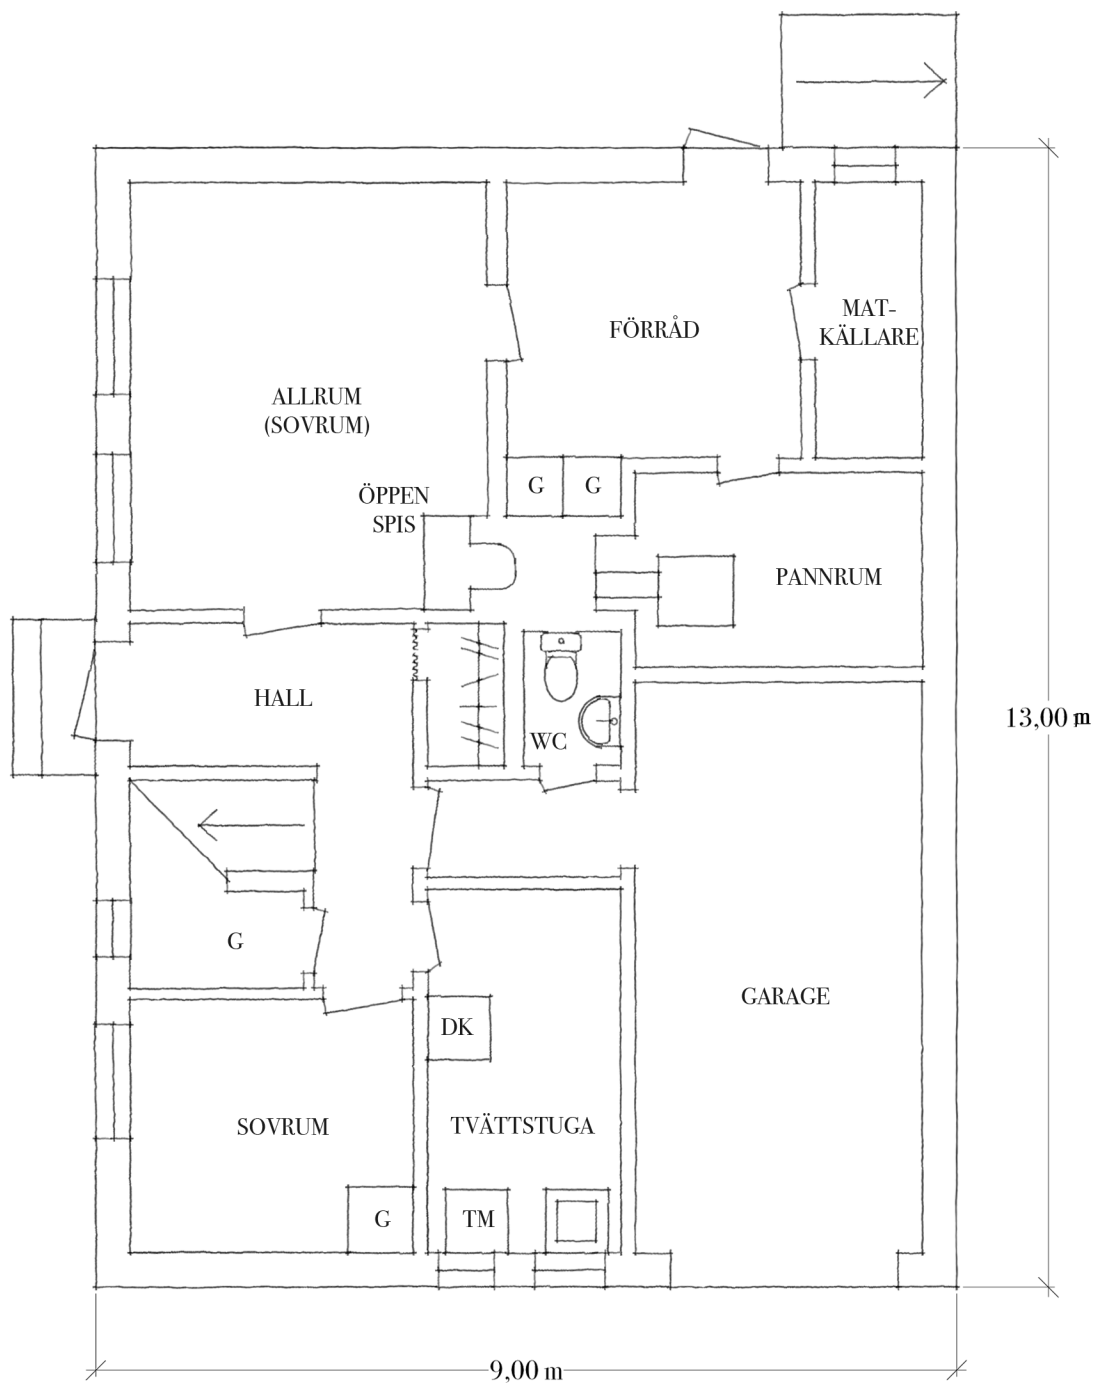 MAT-
KÄLLARE
FÖRRÅD
ALLRUM
(SOVRUM)
ÖPPEN
SPIS
G
G
PANNRUM
HALL
WC
13,00 m
G
GARAGE
DK
SOVRUM
TVÄTTSTUGA
G
TM
9,00 m